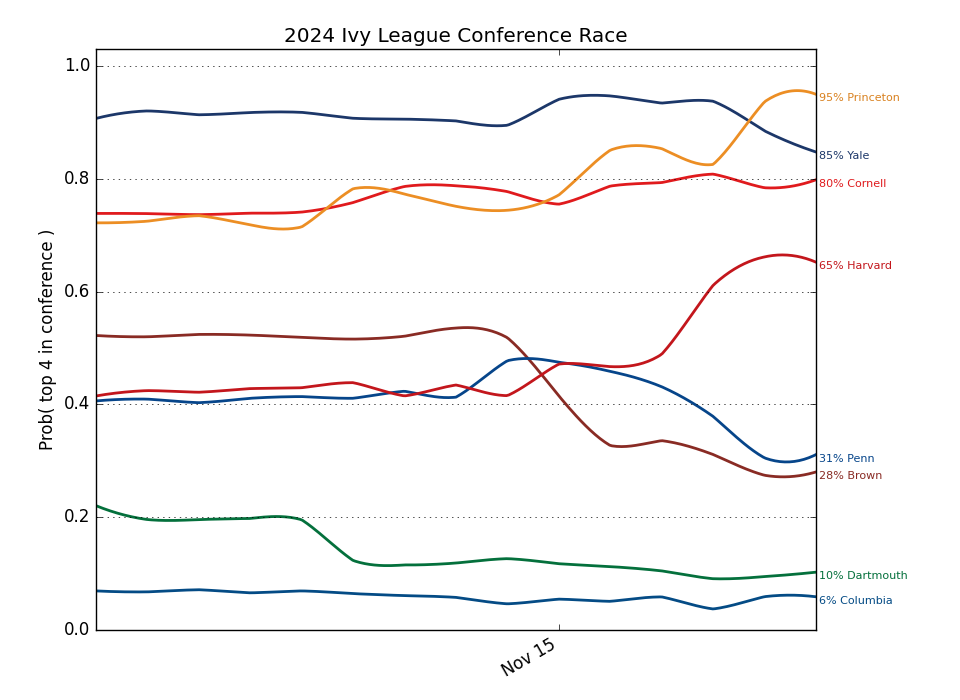 2024 Ivy League Conference Race
Prob( top 4 in conference )
1.0
0.8
0.6
0.4
0.2
0.0
Nov 15
95% Princeton
85% Yale
80% Cornell
65% Harvard
31% Penn
28% Brown
10% Dartmouth
6% Columbia